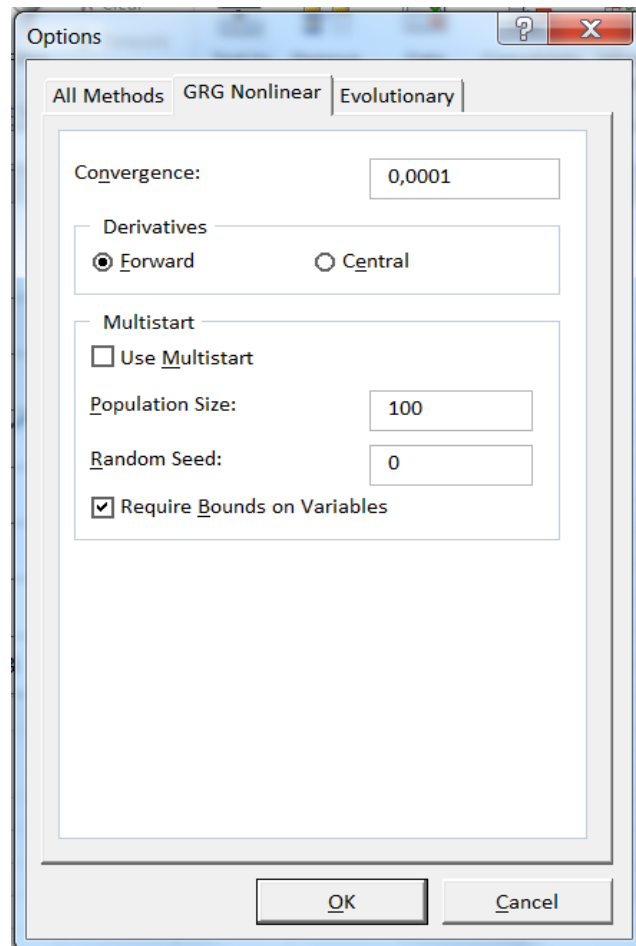 Options
All Methods GRG Nonlinear Evolutionary
Convergence: 0,0001
Derivatives
Forward Central
Multistart
Use Multistart
Population Size: 100
Random Seed: 0
Require Bounds on Variables
OK Cancel